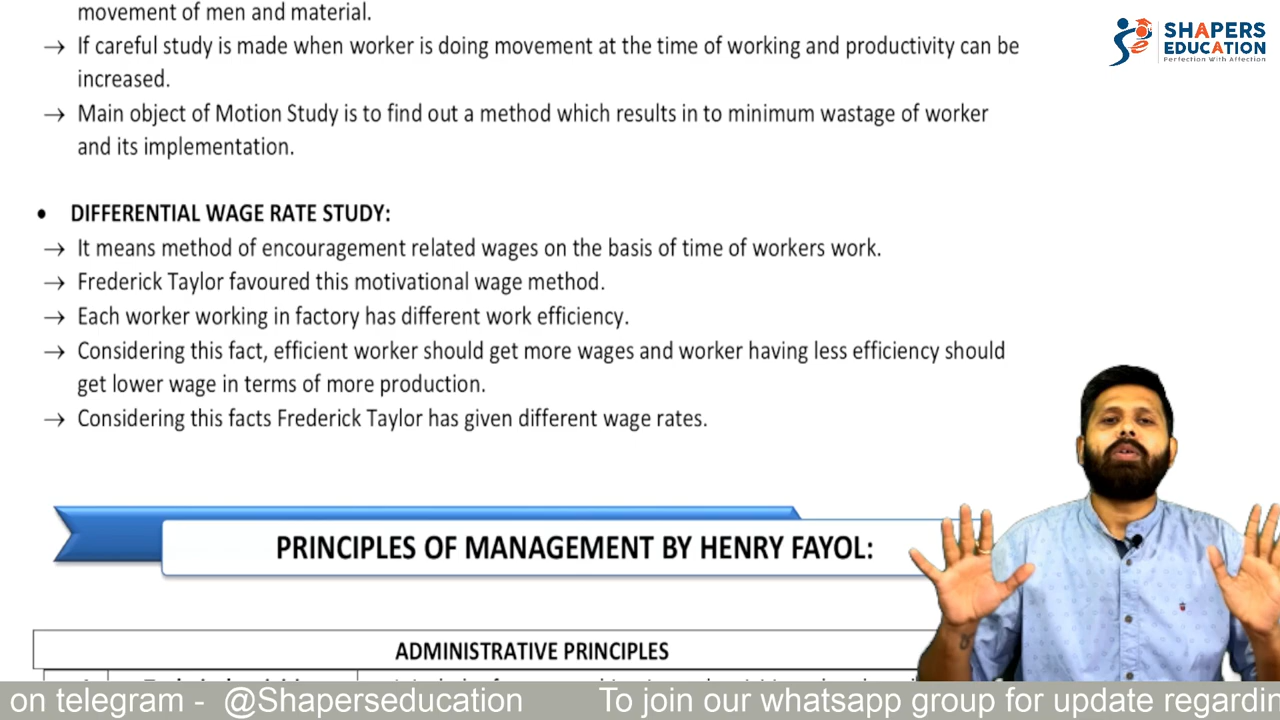 movement of men and material.
→ If careful study is made when worker is doing movement at the time of working and productivity can be
increased.
→ Main object of Motion Study is to find out a method which results in to minimum wastage of worker
and its implementation.
• DIFFERENTIAL WAGE RATE STUDY:
→ It means method of encouragement related wages on the basis of time of workers work.
→ Frederick Taylor favoured this motivational wage method.
→ Each worker working in factory has different work efficiency.
→ Considering this fact, efficient worker should get more wages and worker having less efficiency should
get lower wage in terms of more production.
→ Considering this facts Frederick Taylor has given different wage rates.
PRINCIPLES OF MANAGEMENT BY HENRY FAYOL:
ADMINISTRATIVE PRINCIPLES
SHAPERS
EDUCATION
Perfection With Affection
on telegram - @Shaperseducation To join our whatsapp group for update regardin